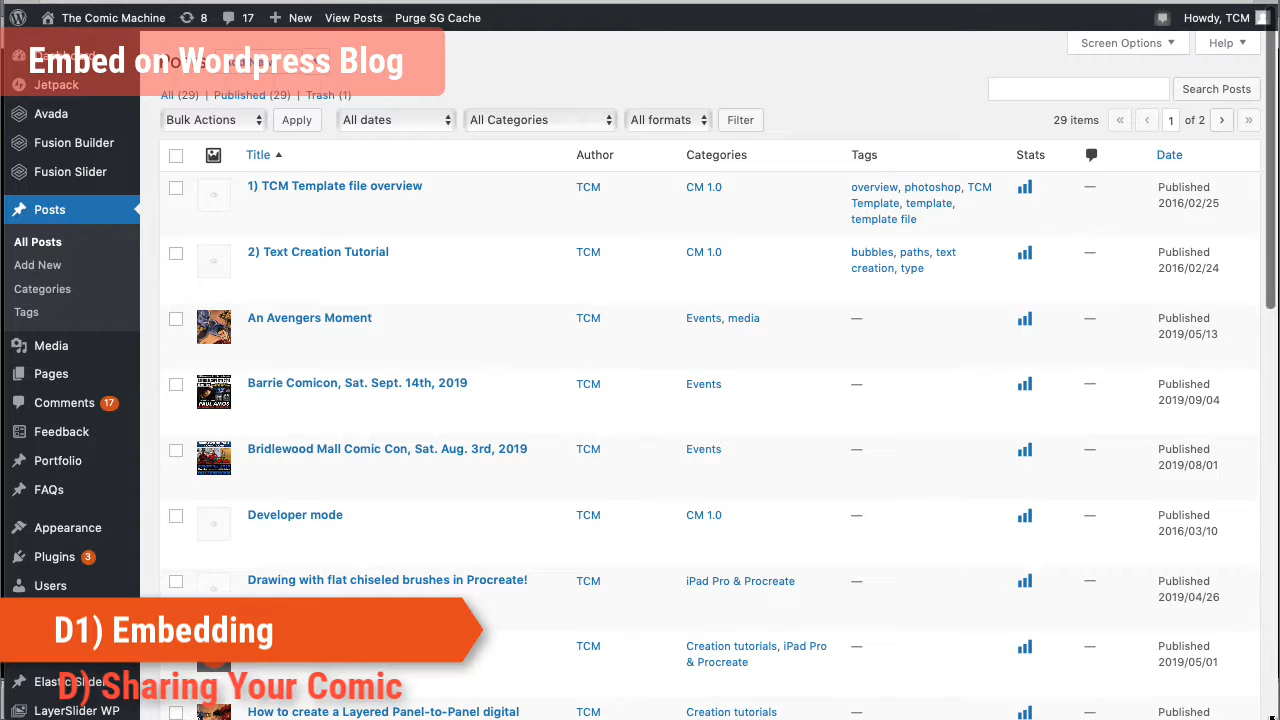 The Comic Machine 8 17 New View Posts Purge SG Cache Howdy, TCM
Embed on Wordpress Blog
Screen Options Help
Jetpack
Avada
Fusion Builder
Fusion Slider
Posts
All Posts
Add New
Categories
Tags
Media
Pages
Comments 17
Feedback
Portfolio
FAQs
Appearance
Plugins 3
Users
LayerSlider WP
All (29) | Published (29) | Trash (1)
Search Posts
Bulk Actions Apply All dates All Categories All formats Filter 29 items « ‹ 1 of 2 › »
Title Author Categories Tags Stats Date
1) TCM Template file overview TCM CM 1.0 overview, photoshop, TCM Published
Template, template, 2016/02/25
template file
2) Text Creation Tutorial TCM CM 1.0 bubbles, paths, text Published
creation, type 2016/02/24
An Avengers Moment TCM Events, media — — Published
2019/05/13
Barrie Comicon, Sat. Sept. 14th, 2019 TCM Events — — Published
2019/09/04
Bridlewood Mall Comic Con, Sat. Aug. 3rd, 2019 TCM Events — — Published
2019/08/01
Developer mode TCM CM 1.0 — — Published
2016/03/10
Drawing with flat chiseled brushes in Procreate! TCM iPad Pro & Procreate — — Published
2019/04/26
TCM Creation tutorials, iPad Pro — — Published
& Procreate 2019/05/01
How to create a Layered Panel-to-Panel digital TCM Creation tutorials — — Published
D1) Embedding
D) Sharing Your Comic